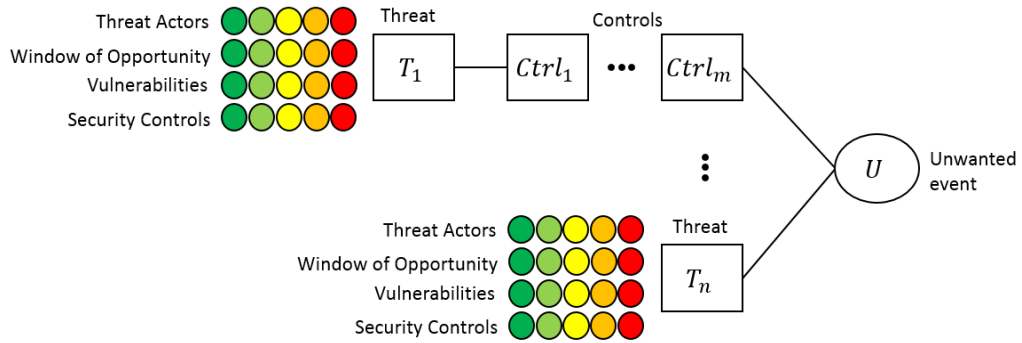 Threat Actors
Window of Opportunity
Vulnerabilities
Security Controls
Threat
T₁
Controls
Ctrl₁
Ctrlₘ
U
Unwanted
event
Threat Actors
Window of Opportunity
Vulnerabilities
Security Controls
Threat
Tₙ